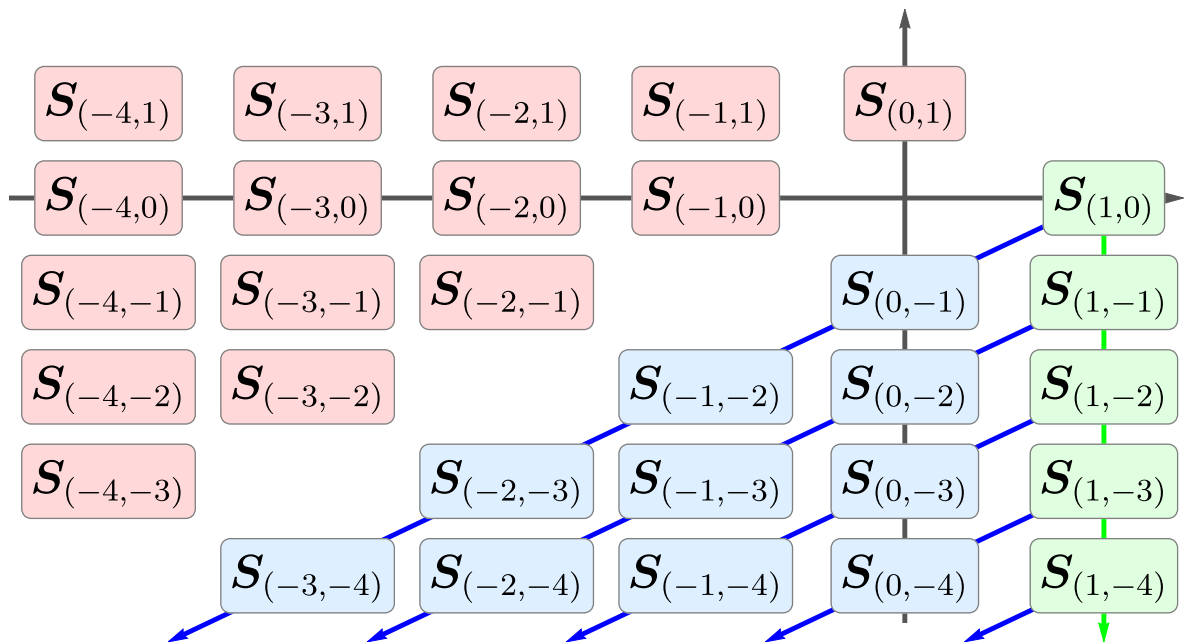 S(−4,1) S(−3,1) S(−2,1) S(−1,1) S(0,1)
S(−4,0) S(−3,0) S(−2,0) S(−1,0) S(1,0)
S(−4,−1) S(−3,−1) S(−2,−1) S(0,−1) S(1,−1)
S(−4,−2) S(−3,−2) S(−1,−2) S(0,−2) S(1,−2)
S(−4,−3) S(−2,−3) S(−1,−3) S(0,−3) S(1,−3)
S(−3,−4) S(−2,−4) S(−1,−4) S(0,−4) S(1,−4)